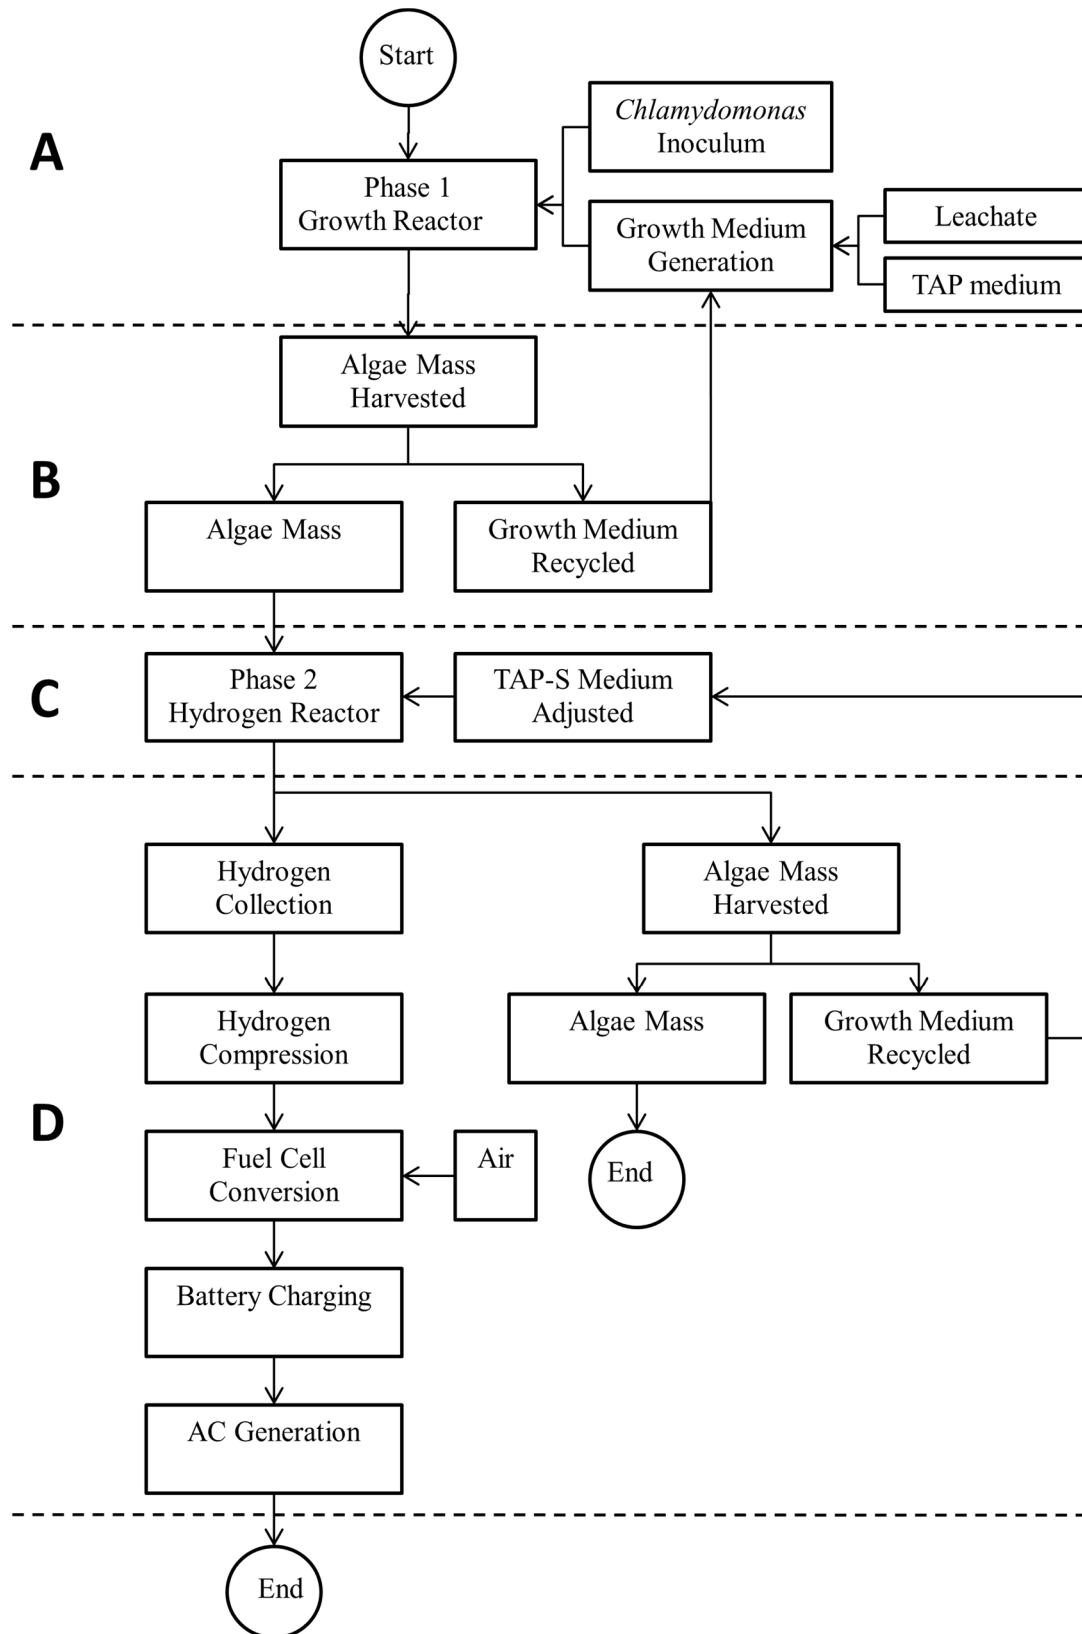 Start
A
Chlamydomonas
Inoculum
Phase 1
Growth Reactor
Growth Medium
Generation
Leachate
TAP medium
Algae Mass
Harvested
B
Algae Mass
Growth Medium
Recycled
C
Phase 2
Hydrogen Reactor
TAP-S Medium
Adjusted
Hydrogen
Collection
Algae Mass
Harvested
Hydrogen
Compression
Algae Mass
Growth Medium
Recycled
D
Fuel Cell
Conversion
Air
End
Battery Charging
AC Generation
End